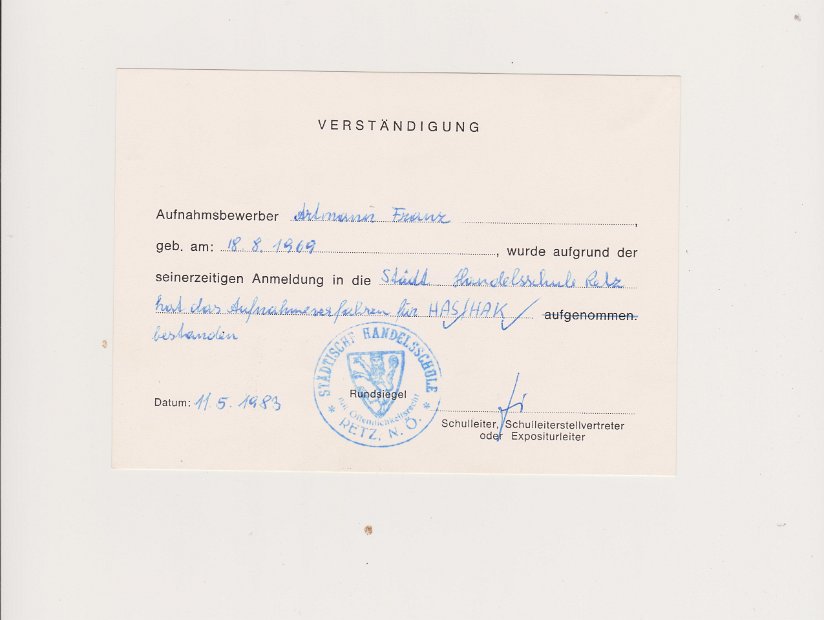 VERSTÄNDIGUNG
Aufnahmsbewerber Artmann Franz,
geb. am: 18.8.1969, wurde aufgrund der
seinerzeitigen Anmeldung in die Städt Handelsschule Retz
hat das Aufnahmeverfahren für HAS/HAK aufgenommen.
bestanden
STÄDTISCHE HANDELSSCHULE
mit Öffentlichkeitsrecht
* RETZ, N. Ö. *
Rundsiegel
Datum: 11.5.1983
Schulleiter, Schulleiterstellvertreter
oder Expositurleiter